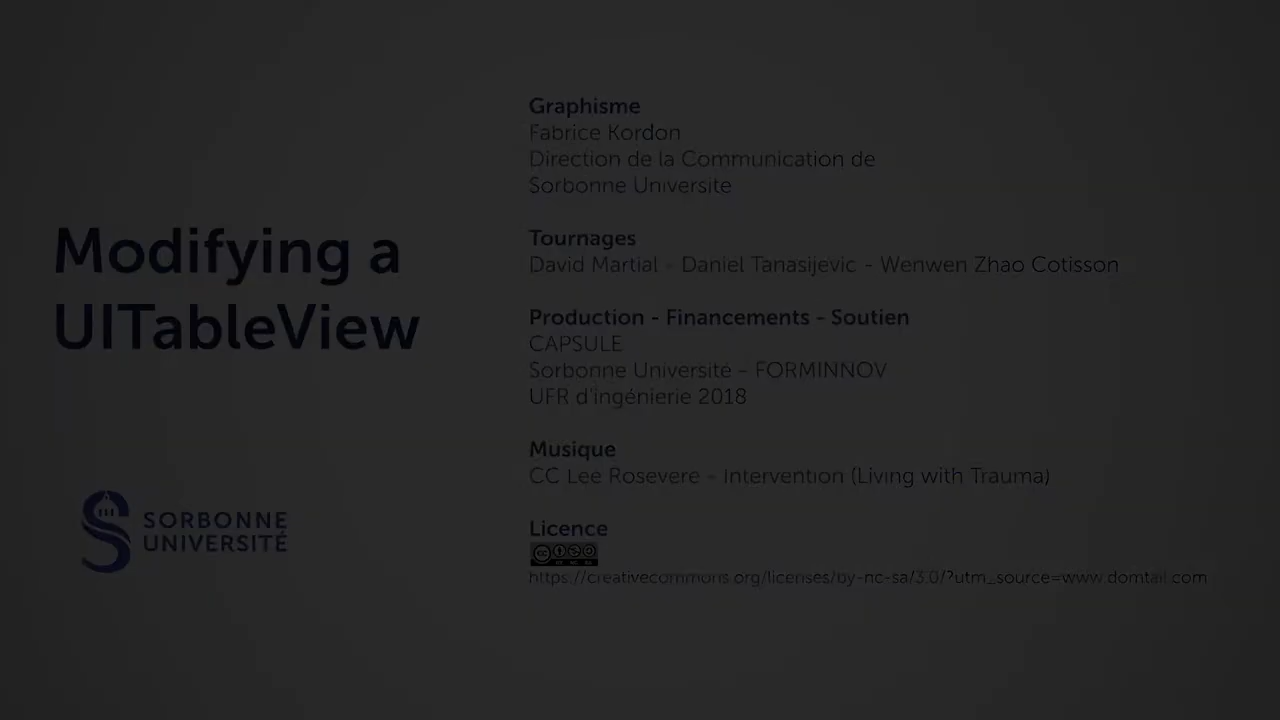 Modifying a
UITableView
SORBONNE
UNIVERSITÉ
Graphisme
Fabrice Kordon
Direction de la Communication de
Sorbonne Universite
Tournages
David Martial - Daniel Tanasijevic - Wenwen Zhao Cotisson
Production - Financements - Soutien
CAPSULE
Sorbonne Université - FORMINNOV
UFR d'ingénierie 2018
Musique
CC Lee Rosevere - Intervention (Living with Trauma)
Licence
https://creativecommons.org/licenses/by-nc-sa/3.0/?utm_source=www.domtail.com